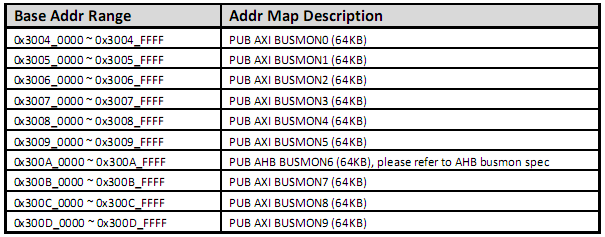 Base Addr Range Addr Map Description
0x3004_0000 ~ 0x3004_FFFF PUB AXI BUSMON0 (64KB)
0x3005_0000 ~ 0x3005_FFFF PUB AXI BUSMON1 (64KB)
0x3006_0000 ~ 0x3006_FFFF PUB AXI BUSMON2 (64KB)
0x3007_0000 ~ 0x3007_FFFF PUB AXI BUSMON3 (64KB)
0x3008_0000 ~ 0x3008_FFFF PUB AXI BUSMON4 (64KB)
0x3009_0000 ~ 0x3009_FFFF PUB AXI BUSMON5 (64KB)
0x300A_0000 ~ 0x300A_FFFF PUB AHB BUSMON6 (64KB), please refer to AHB busmon spec
0x300B_0000 ~ 0x300B_FFFF PUB AXI BUSMON7 (64KB)
0x300C_0000 ~ 0x300C_FFFF PUB AXI BUSMON8 (64KB)
0x300D_0000 ~ 0x300D_FFFF PUB AXI BUSMON9 (64KB)